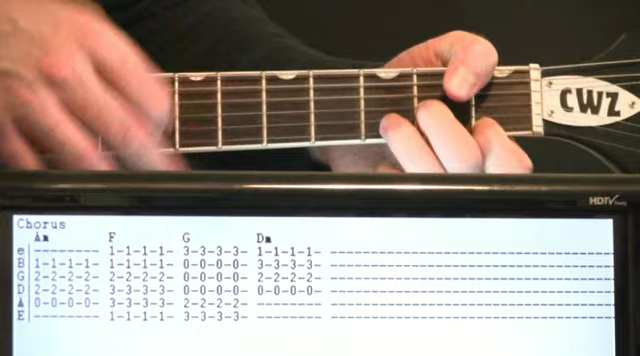 CWZ
HDTV Ready
Chorus
Am F G Dm
e|--------- 1-1-1-1- 3-3-3-3- 1-1-1-1- -----------------------------------
B|1-1-1-1-- 1-1-1-1- 0-0-0-0- 3-3-3-3- -----------------------------------
G|2-2-2-2-- 2-2-2-2- 0-0-0-0- 2-2-2-2- -----------------------------------
D|2-2-2-2-- 3-3-3-3- 0-0-0-0- 0-0-0-0- -----------------------------------
A|0-0-0-0-- 3-3-3-3- 2-2-2-2- -------- -----------------------------------
E|--------- 1-1-1-1- 3-3-3-3- -------- -----------------------------------